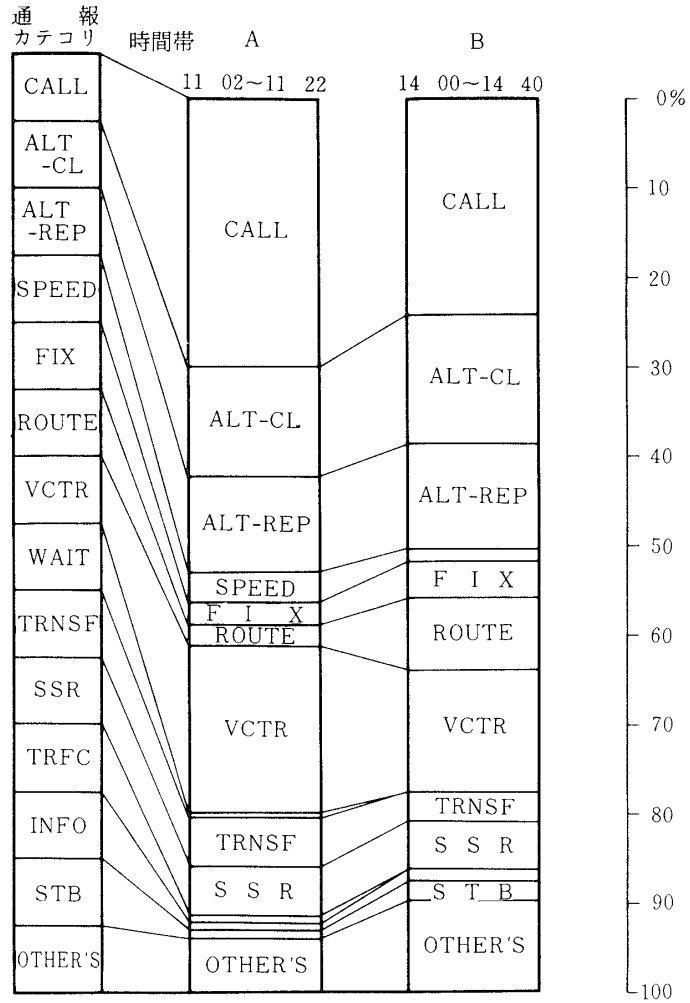 通 報
カテコリ
時間帯
A
B
11 02～11 22
14 00～14 40
CALL
ALT
-CL
ALT
-REP
SPEED
FIX
ROUTE
VCTR
WAIT
TRNSF
SSR
TRFC
INFO
STB
OTHER'S
CALL
ALT-CL
ALT-REP
SPEED
F I X
ROUTE
VCTR
TRNSF
S S R
OTHER'S
CALL
ALT-CL
ALT-REP
F I X
ROUTE
VCTR
TRNSF
S S R
S T B
OTHER'S
0%
10
20
30
40
50
60
70
80
90
100